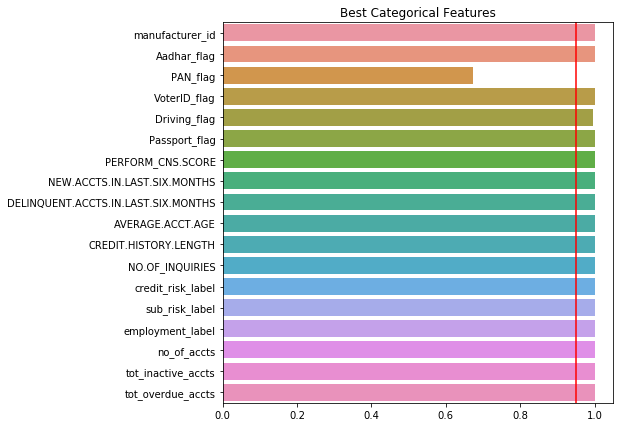 Best Categorical Features
manufacturer_id
Aadhar_flag
PAN_flag
VoterID_flag
Driving_flag
Passport_flag
PERFORM_CNS.SCORE
NEW.ACCTS.IN.LAST.SIX.MONTHS
DELINQUENT.ACCTS.IN.LAST.SIX.MONTHS
AVERAGE.ACCT.AGE
CREDIT.HISTORY.LENGTH
NO.OF_INQUIRIES
credit_risk_label
sub_risk_label
employment_label
no_of_accts
tot_inactive_accts
tot_overdue_accts
0.0 0.2 0.4 0.6 0.8 1.0